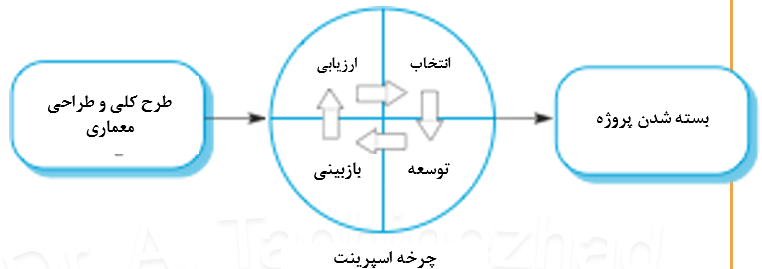 طرح کلی و طراحی
معماری
_
ارزیابی
انتخاب
بازبینی
توسعه
بسته شدن پروژه
چرخه اسپرینت